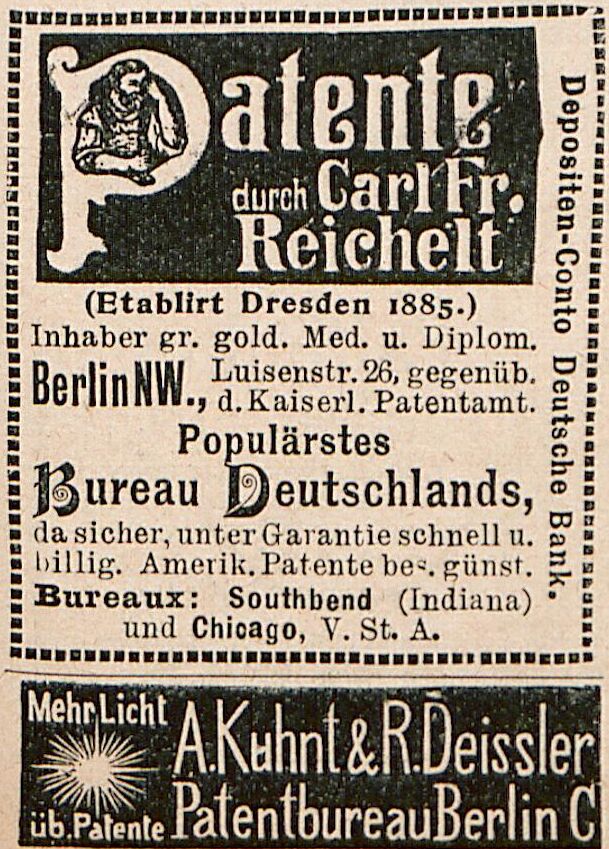 Patente
durch Carl Fr.
Reichelt
(Etablirt Dresden 1885.)
Inhaber gr. gold. Med. u. Diplom.
Berlin NW., Luisenstr. 26, gegenüb.
d. Kaiserl. Patentamt.
Populärstes
Bureau Deutschlands,
da sicher, unter Garantie schnell u.
billig. Amerik. Patente bes. günst.
Bureaux: Southbend (Indiana)
und Chicago, V. St. A.
Depositen-Conto Deutsche Bank.
Mehr Licht
üb. Patente
A. Kuhnt & R. Deissler
Patentbureau Berlin C